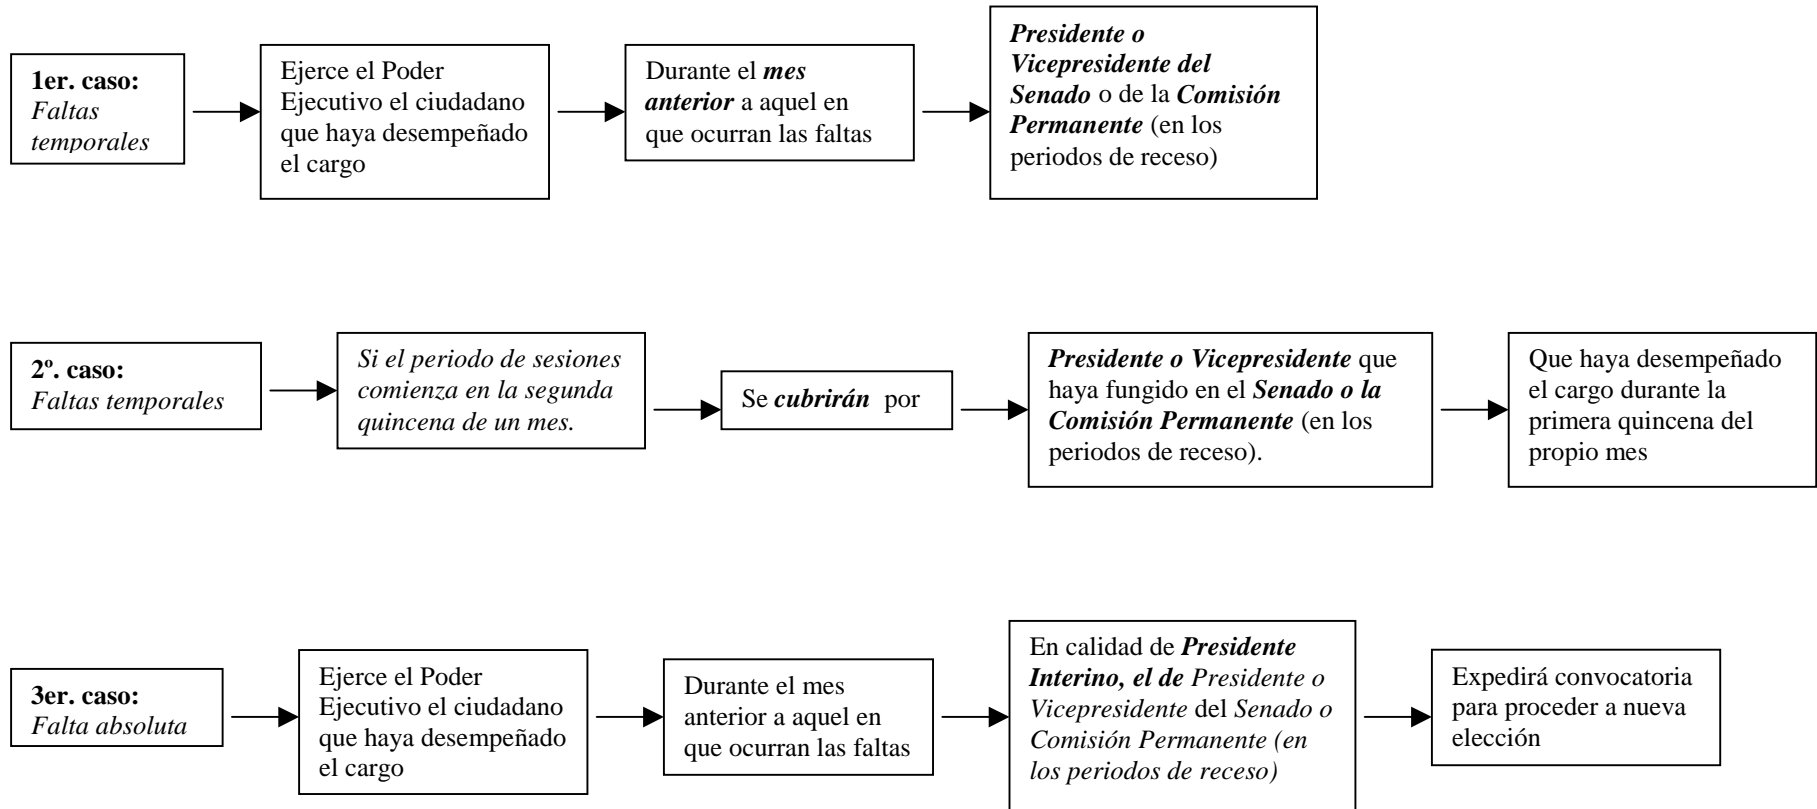 1er. caso:
Faltas
temporales
Ejerce el Poder
Ejecutivo el ciudadano
que haya desempeñado
el cargo
Durante el mes
anterior a aquel en
que ocurran las faltas
Presidente o
Vicepresidente del
Senado o de la Comisión
Permanente (en los
periodos de receso)
2º. caso:
Faltas temporales
Si el periodo de sesiones
comienza en la segunda
quincena de un mes.
Se cubrirán por
Presidente o Vicepresidente que
haya fungido en el Senado o la
Comisión Permanente (en los
periodos de receso).
Que haya desempeñado
el cargo durante la
primera quincena del
propio mes
3er. caso:
Falta absoluta
Ejerce el Poder
Ejecutivo el ciudadano
que haya desempeñado
el cargo
Durante el mes
anterior a aquel en
que ocurran las faltas
En calidad de Presidente
Interino, el de Presidente o
Vicepresidente del Senado o
Comisión Permanente (en
los periodos de receso)
Expedirá convocatoria
para proceder a nueva
elección